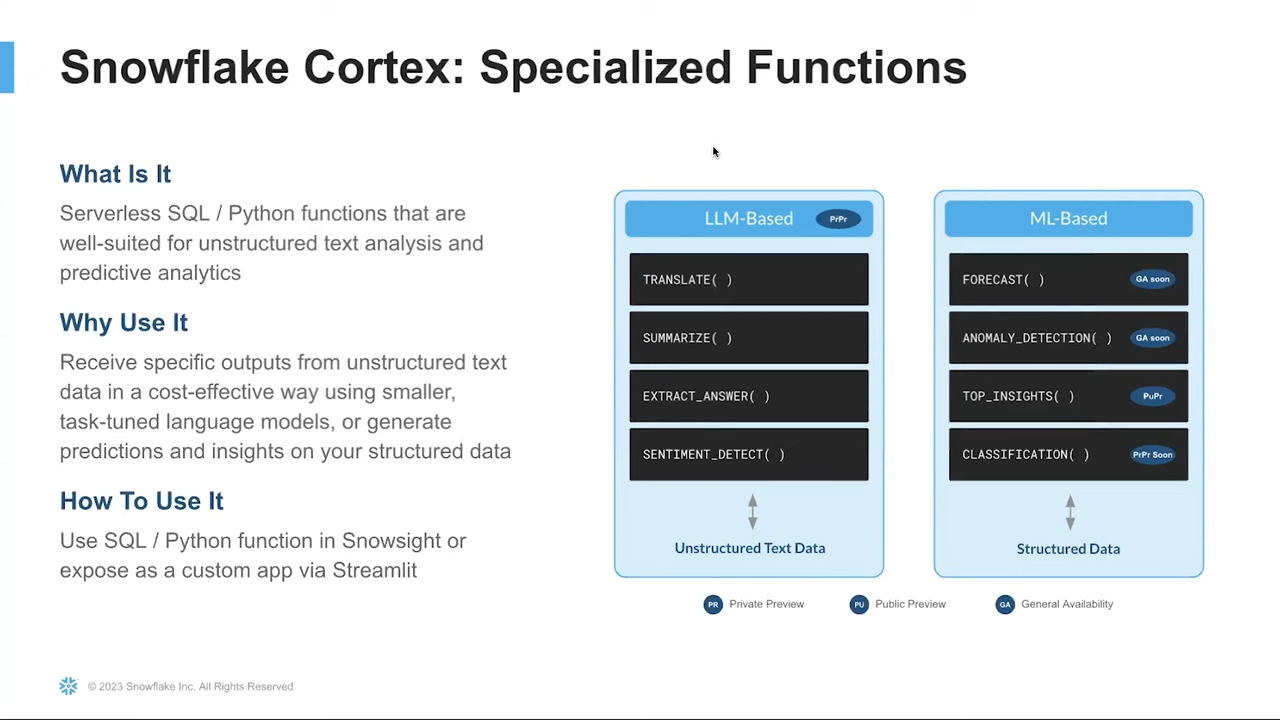 Snowflake Cortex: Specialized Functions
What Is It
Serverless SQL / Python functions that are
well-suited for unstructured text analysis and
predictive analytics
Why Use It
Receive specific outputs from unstructured text
data in a cost-effective way using smaller,
task-tuned language models, or generate
predictions and insights on your structured data
How To Use It
Use SQL / Python function in Snowsight or
expose as a custom app via Streamlit
LLM-Based PrPr
TRANSLATE( )
SUMMARIZE( )
EXTRACT_ANSWER( )
SENTIMENT_DETECT( )
Unstructured Text Data
ML-Based
FORECAST( ) GA soon
ANOMALY_DETECTION( ) GA soon
TOP_INSIGHTS( ) PuPr
CLASSIFICATION( ) PrPr Soon
Structured Data
PR Private Preview PU Public Preview GA General Availability
© 2023 Snowflake Inc. All Rights Reserved